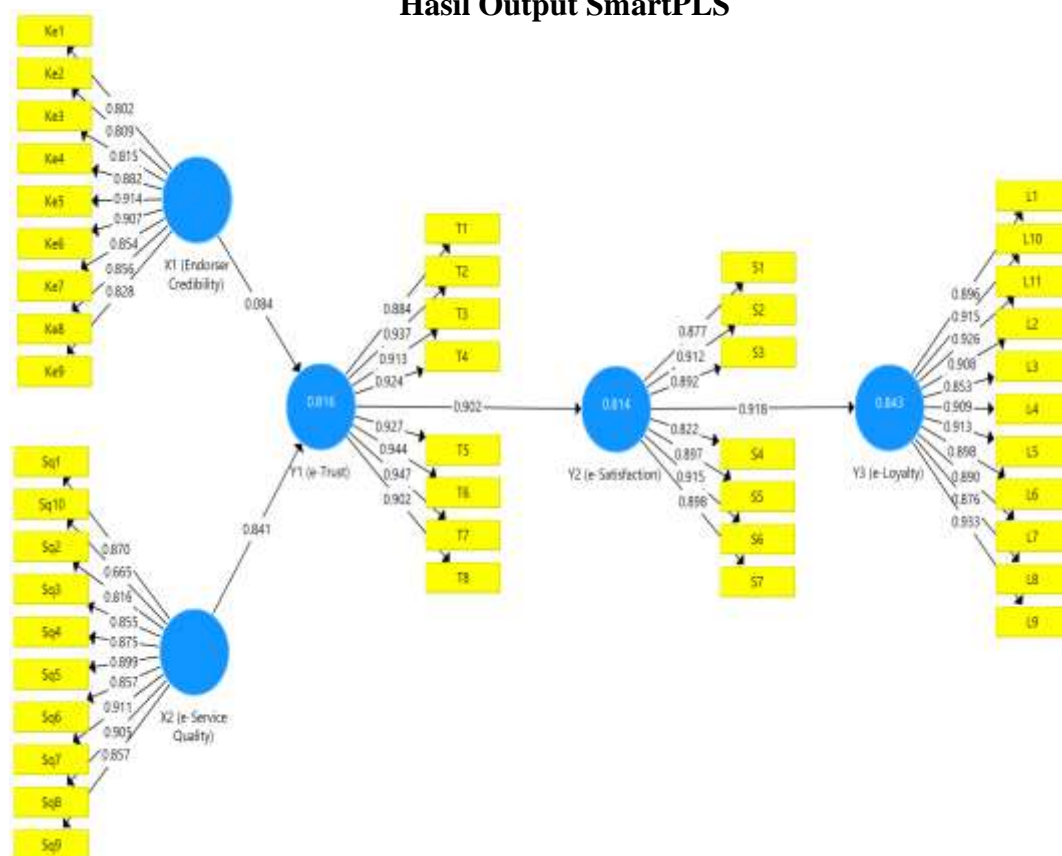 Hasil Output SmartPLS
Ke1
Ke2
Ke3
Ke4
Ke5
Ke6
Ke7
Ke8
Ke9
0.802
0.809
0.815
0.882
0.914
0.907
0.854
0.856
0.828
X1 (Endorser
Credibility)
0.084
Sq1
Sq10
Sq2
Sq3
Sq4
Sq5
Sq6
Sq7
Sq8
Sq9
0.870
0.665
0.816
0.855
0.875
0.899
0.857
0.911
0.905
0.857
X2 (e-Service
Quality)
0.841
T1
T2
T3
T4
0.884
0.937
0.913
0.924
0.816
Y1 (e-Trust)
0.927
0.944
0.947
0.902
T5
T6
T7
T8
0.902
S1
S2
S3
0.877
0.912
0.892
0.814
Y2 (e-Satisfaction)
0.822
0.897
0.915
0.898
S4
S5
S6
S7
0.918
L1
L10
L11
L2
L3
L4
L5
L6
L7
L8
L9
0.896
0.915
0.926
0.908
0.853
0.909
0.913
0.898
0.890
0.876
0.933
0.843
Y3 (e-Loyalty)